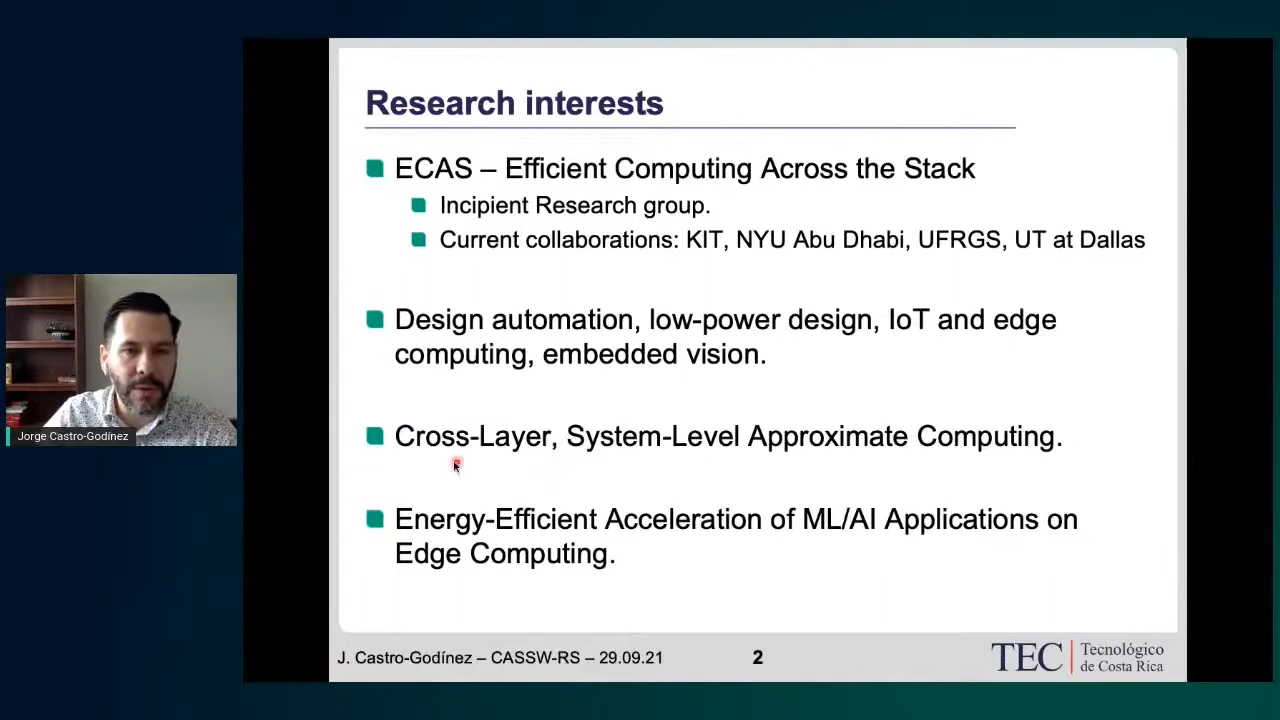 Research interests
ECAS – Efficient Computing Across the Stack
Incipient Research group.
Current collaborations: KIT, NYU Abu Dhabi, UFRGS, UT at Dallas
Design automation, low-power design, IoT and edge
computing, embedded vision.
Cross-Layer, System-Level Approximate Computing.
Energy-Efficient Acceleration of ML/AI Applications on
Edge Computing.
J. Castro-Godínez – CASSW-RS – 29.09.21
2
TEC
Tecnológico
de Costa Rica
Jorge Castro-Godínez